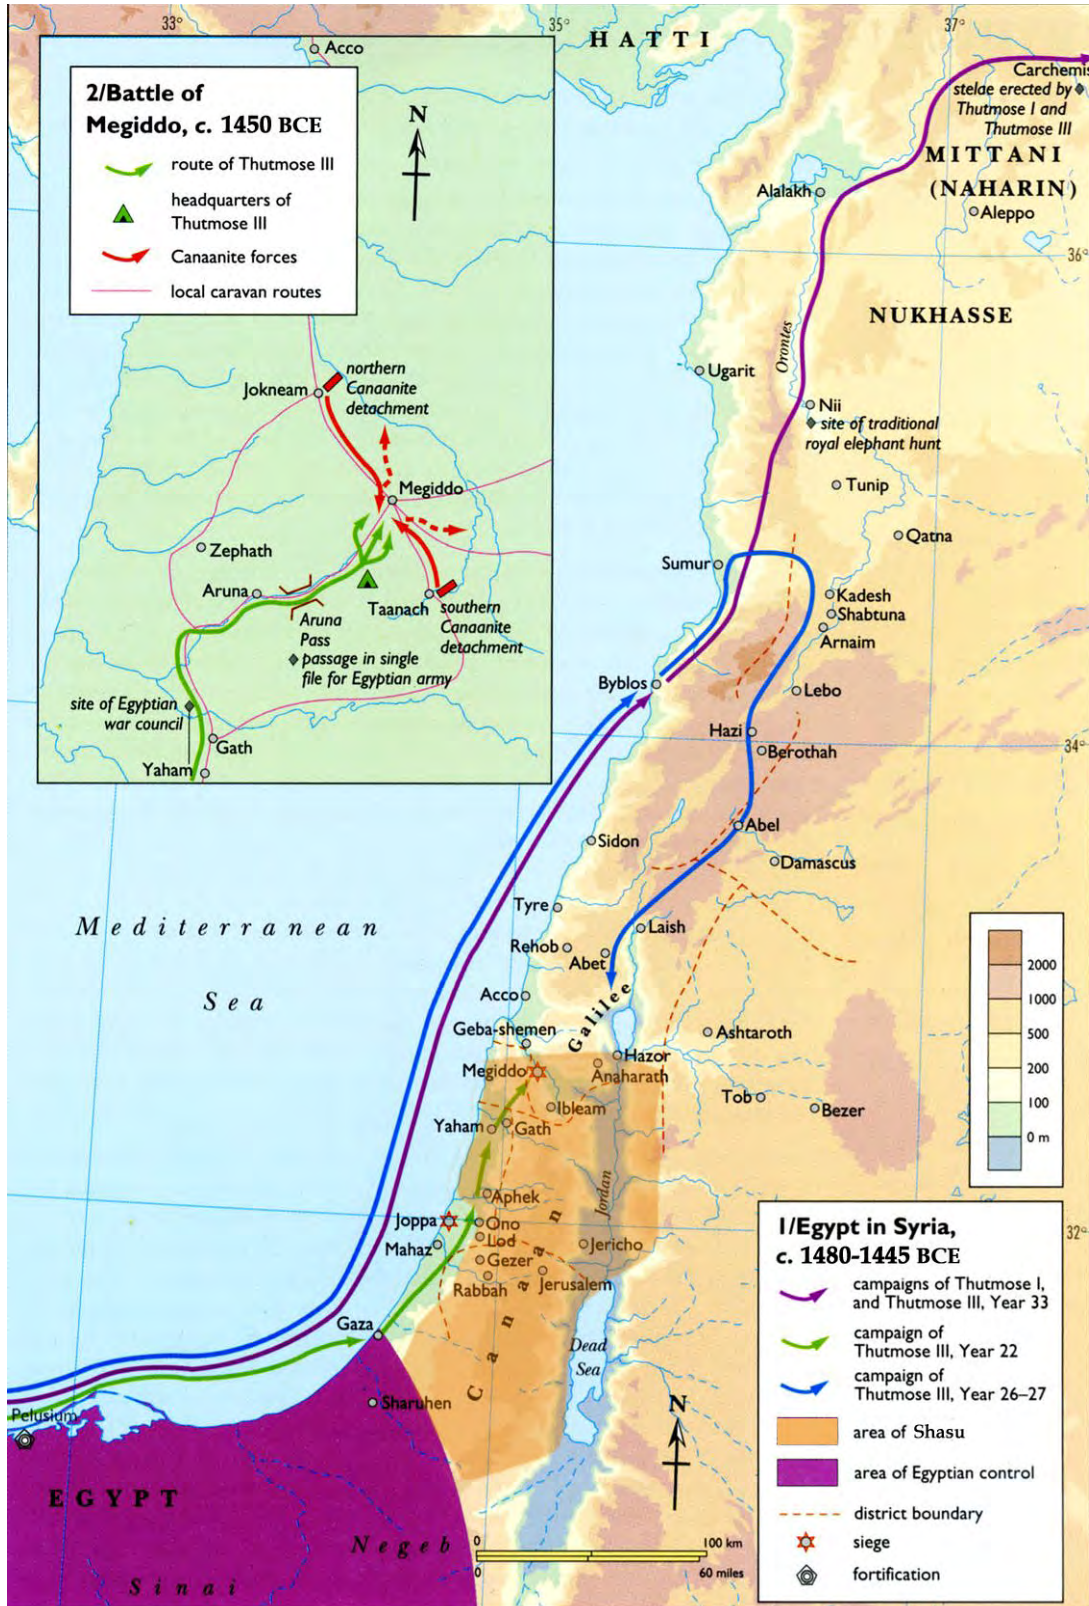 33°
35°
37°
HATTI
Acco
2/Battle of
Megiddo, c. 1450 BCE
route of Thutmose III
headquarters of
Thutmose III
Canaanite forces
local caravan routes
N
Jokneam
northern
Canaanite
detachment
Megiddo
Zephath
Aruna
Taanach
southern
Canaanite
detachment
Aruna
Pass
passage in single
file for Egyptian army
site of Egyptian
war council
Gath
Yaham
Carchemis
stelae erected by
Thutmose I and
Thutmose III
MITTANI
(NAHARIN)
Alalakh
Aleppo
36°
NUKHASSE
Orontes
Ugarit
Nii
site of traditional
royal elephant hunt
Tunip
Qatna
Sumur
Kadesh
Shabtuna
Arnaim
Byblos
Lebo
Hazi
34°
Berothah
Abel
Sidon
Damascus
Mediterranean
Sea
Tyre
Laish
Rehob
Abet
Acco
Galilee
Geba-shemen
Ashtaroth
Hazor
Megiddo
Anaharath
Tob
Bezer
Ibleam
Yaham
Gath
Jordan
Aphek
Joppa
Ono
Lod
Mahaz
Jericho
Gezer
Rabbah
Jerusalem
Canaan
Gaza
Dead
Sea
Sharuhen
Pelusium
EGYPT
Negeb
Sinai
N
0
100 km
0
60 miles
2000
1000
500
200
100
0 m
32°
1/Egypt in Syria,
c. 1480-1445 BCE
campaigns of Thutmose I,
and Thutmose III, Year 33
campaign of
Thutmose III, Year 22
campaign of
Thutmose III, Year 26–27
area of Shasu
area of Egyptian control
district boundary
siege
fortification